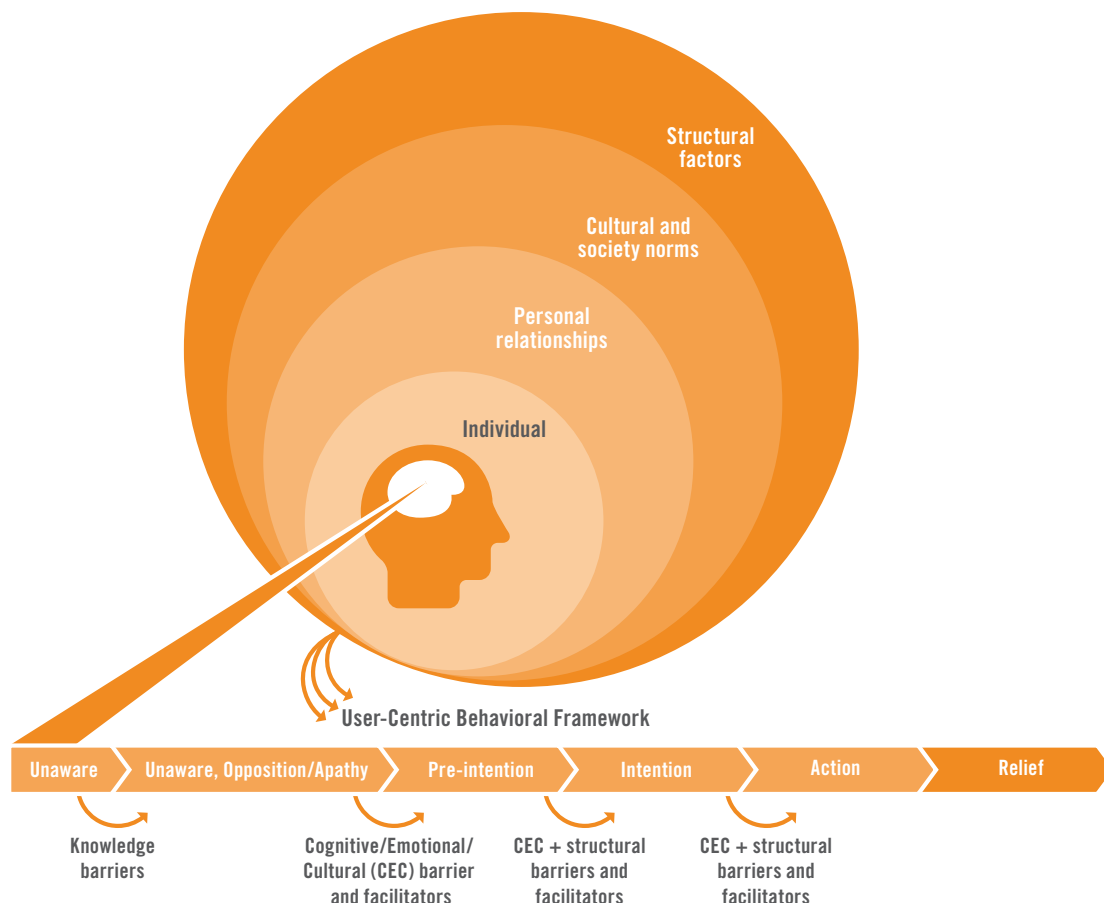 Structural
factors
Cultural and
society norms
Personal
relationships
Individual
User-Centric Behavioral Framework
Unaware
Unaware, Opposition/Apathy
Pre-intention
Intention
Action
Relief
Knowledge
barriers
Cognitive/Emotional/
Cultural (CEC) barrier
and facilitators
CEC + structural
barriers and
facilitators
CEC + structural
barriers and
facilitators